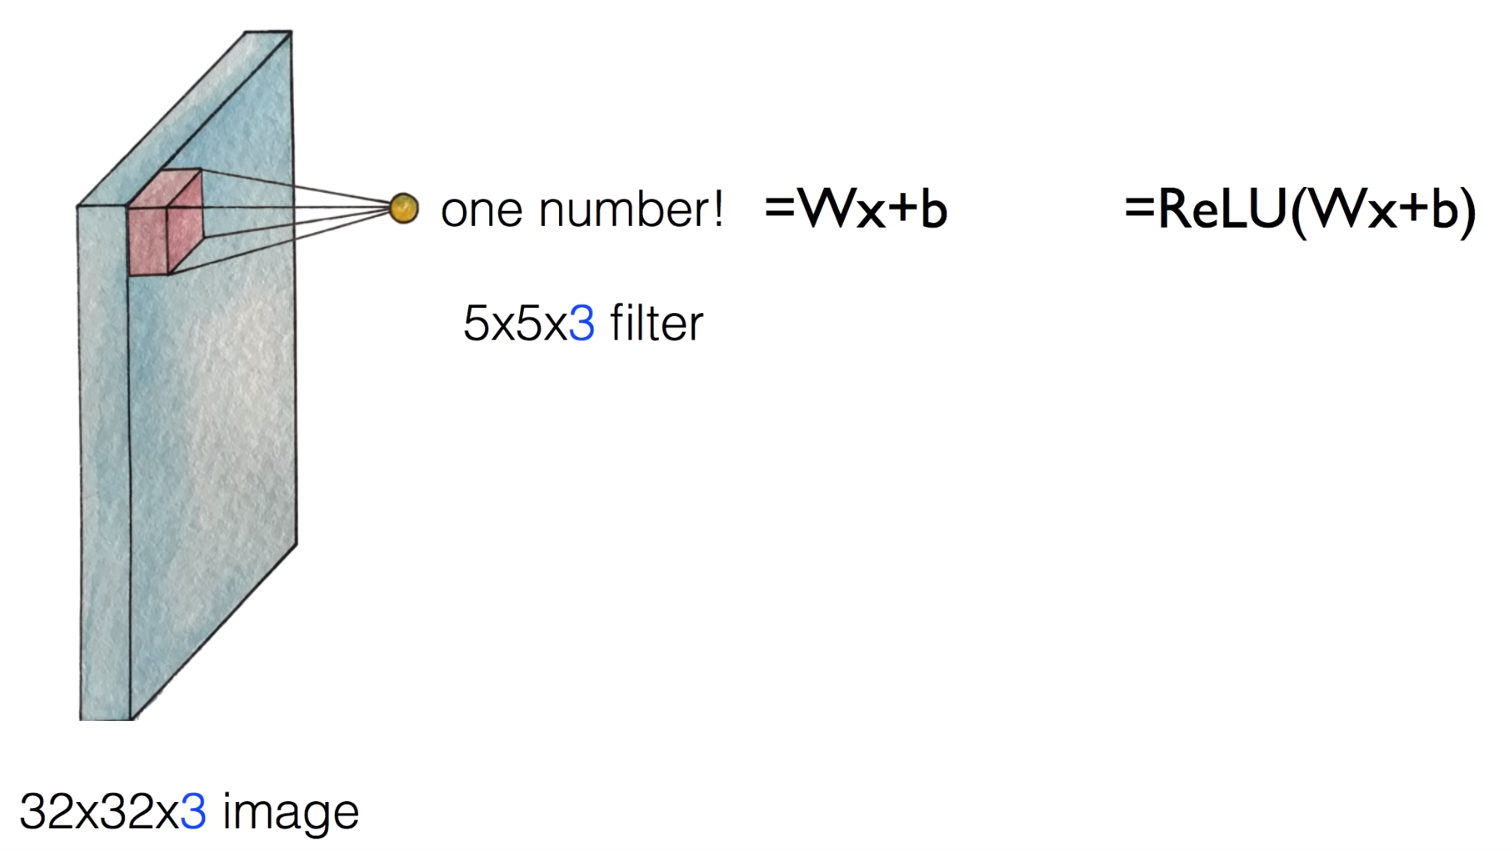 one number! =Wx+b =ReLU(Wx+b)
5x5x3 filter
32x32x3 image